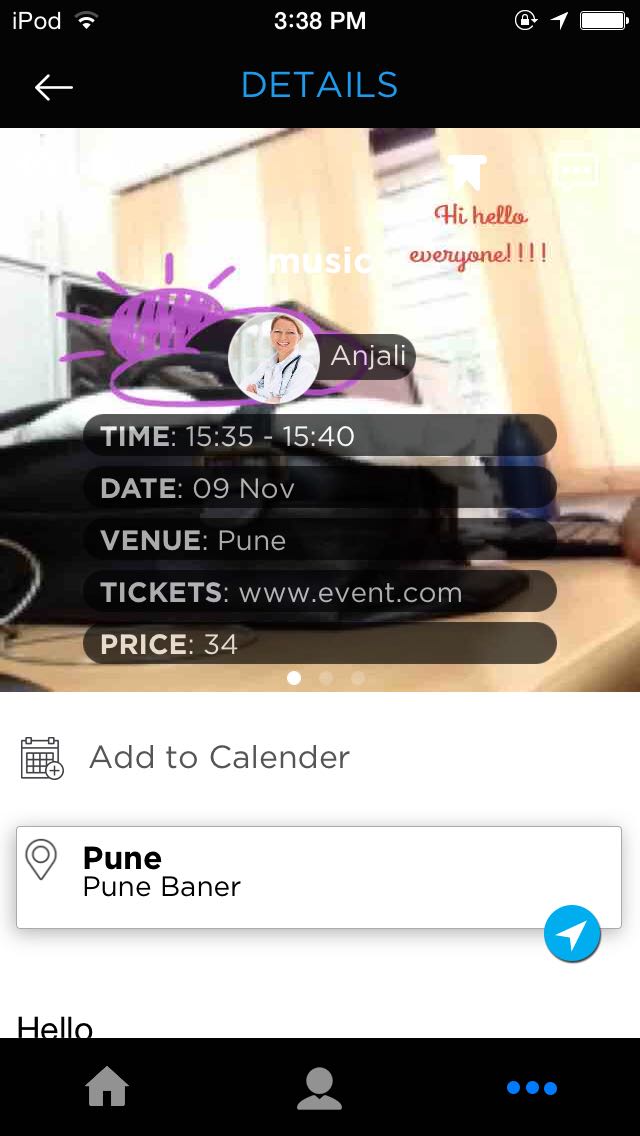 iPod 3:38 PM
DETAILS
Hi hello
everyone!!!!
music
Anjali
TIME: 15:35 - 15:40
DATE: 09 Nov
VENUE: Pune
TICKETS: www.event.com
PRICE: 34
Add to Calender
Pune
Pune Baner
Hello